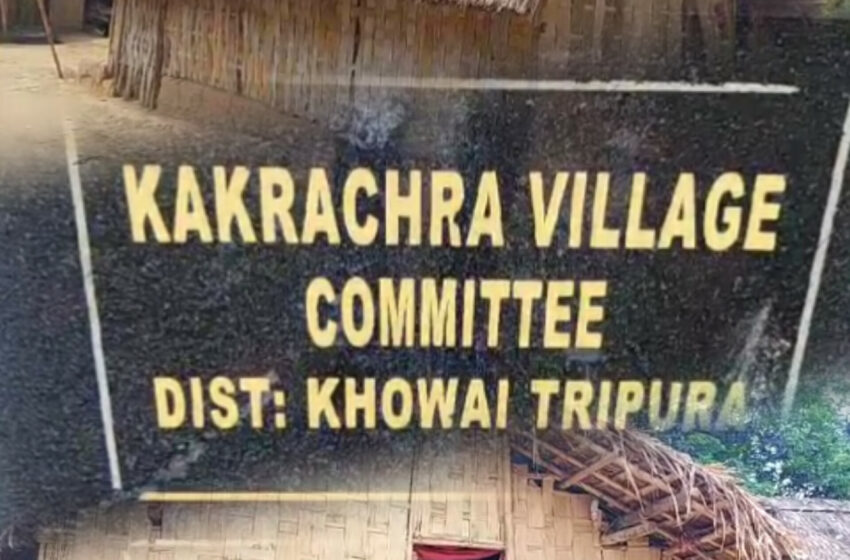 KAKRACHRA VILLAGE
COMMITTEE
DIST: KHOWAI TRIPURA